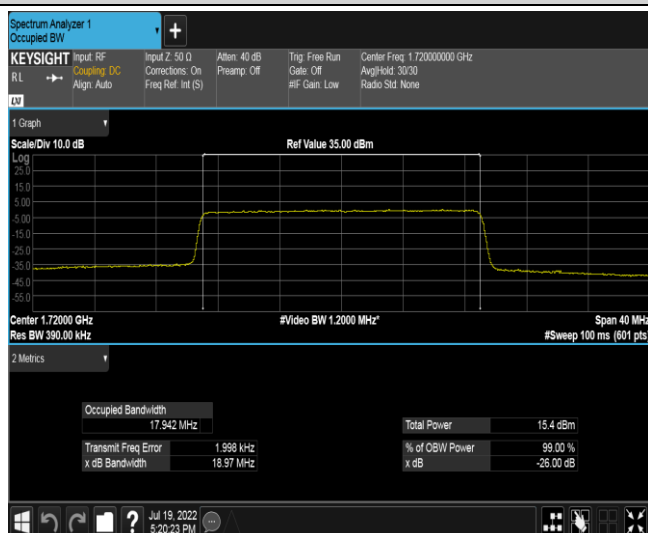 Spectrum Analyzer 1
Occupied BW
KEYSIGHT
R L
LXI
Input: RF
Coupling: DC
Align: Auto
Input Z: 50 Ω
Corrections: On
Freq Ref: Int (S)
Atten: 40 dB
Preamp: Off
Trig: Free Run
Gate: Off
#IF Gain: Low
Center Freq: 1.720000000 GHz
Avg|Hold: 30/30
Radio Std: None
1 Graph
Scale/Div 10.0 dB
Ref Value 35.00 dBm
Log
25.0
15.0
5.00
-5.00
-15.0
-25.0
-35.0
-45.0
-55.0
Center 1.72000 GHz
Res BW 390.00 kHz
#Video BW 1.2000 MHz*
Span 40 MHz
#Sweep 100 ms (601 pts)
2 Metrics
Occupied Bandwidth
17.942 MHz
Transmit Freq Error 1.998 kHz
x dB Bandwidth 18.97 MHz
Total Power 15.4 dBm
% of OBW Power 99.00 %
x dB -26.00 dB
Jul 19, 2022
5:20:23 PM